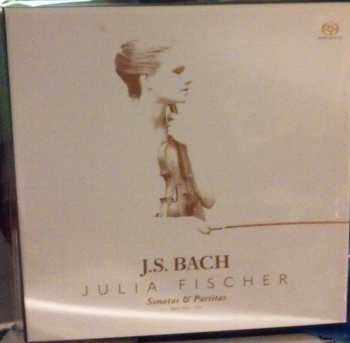 J.S. BACH
JULIA FISCHER
Sonatas & Partitas